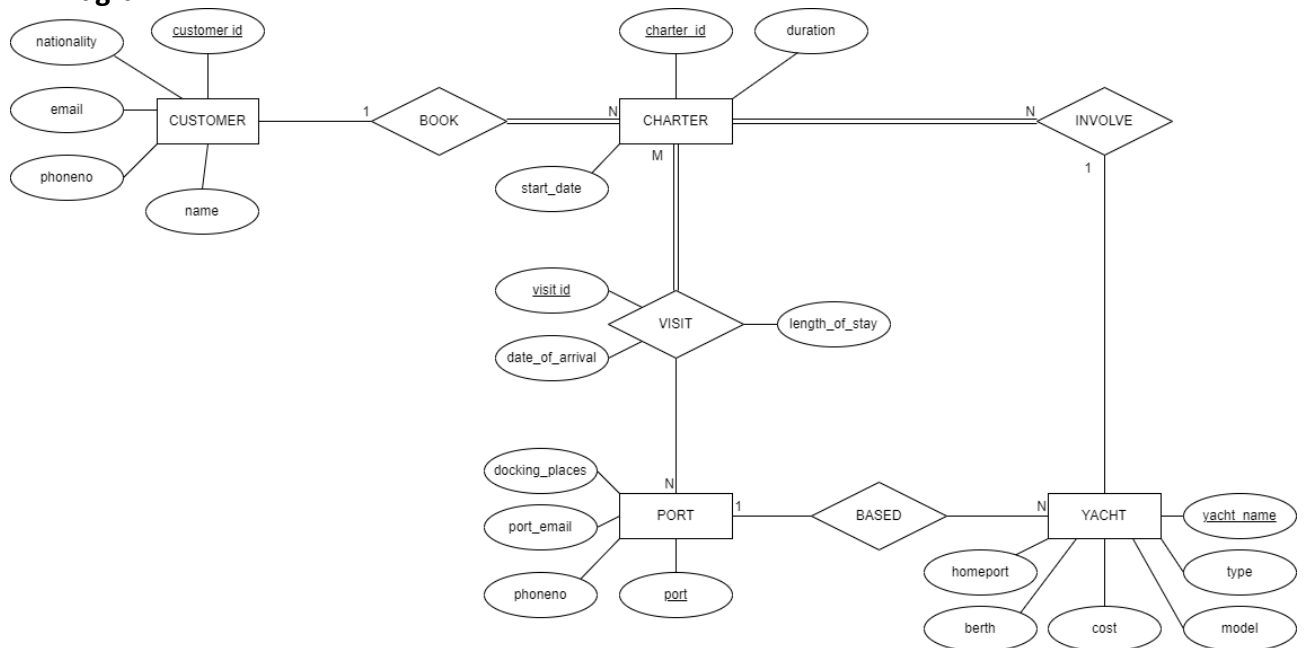 customer id
charter_id
duration
nationality
email
1
N
N
CUSTOMER
BOOK
CHARTER
INVOLVE
M
1
phoneno
start_date
name
visit id
VISIT
length_of_stay
date_of_arrival
docking_places
N
1
N
port_email
PORT
BASED
YACHT
yacht_name
homeport
type
phoneno
port
berth
cost
model